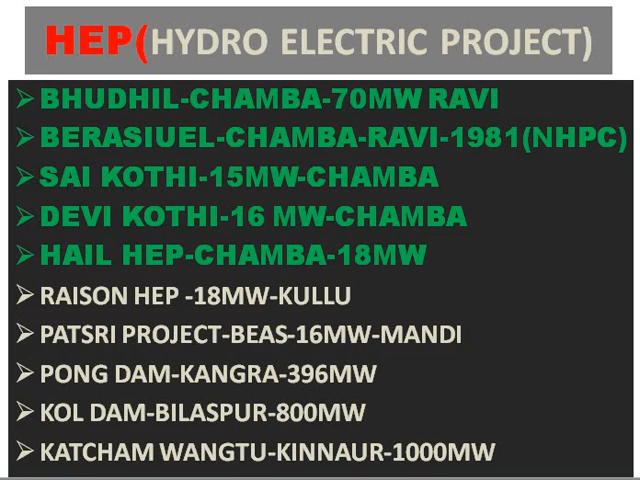 HEP(HYDRO ELECTRIC PROJECT)
BHUDHIL-CHAMBA-70MW RAVI
BERASIUEL-CHAMBA-RAVI-1981(NHPC)
SAI KOTHI-15MW-CHAMBA
DEVI KOTHI-16 MW-CHAMBA
HAIL HEP-CHAMBA-18MW
RAISON HEP -18MW-KULLU
PATSRI PROJECT-BEAS-16MW-MANDI
PONG DAM-KANGRA-396MW
KOL DAM-BILASPUR-800MW
KATCHAM WANGTU-KINNAUR-1000MW